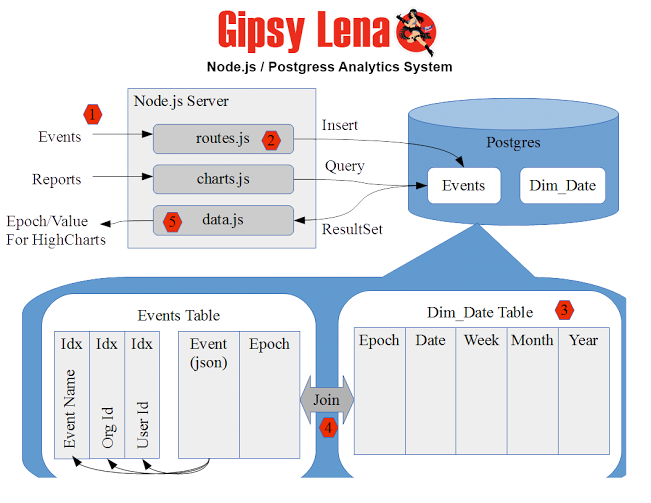 Gipsy Lena
Node.js / Postgress Analytics System
1
Node.js Server
Events
routes.js
2
Insert
Postgres
Reports
charts.js
Query
Events
Dim_Date
Epoch/Value
For HighCharts
5
data.js
ResultSet
Events Table
Dim_Date Table
3
Idx
Idx
Idx
Event
(json)
Epoch
Event Name
Org Id
User Id
Join
4
Epoch
Date
Week
Month
Year